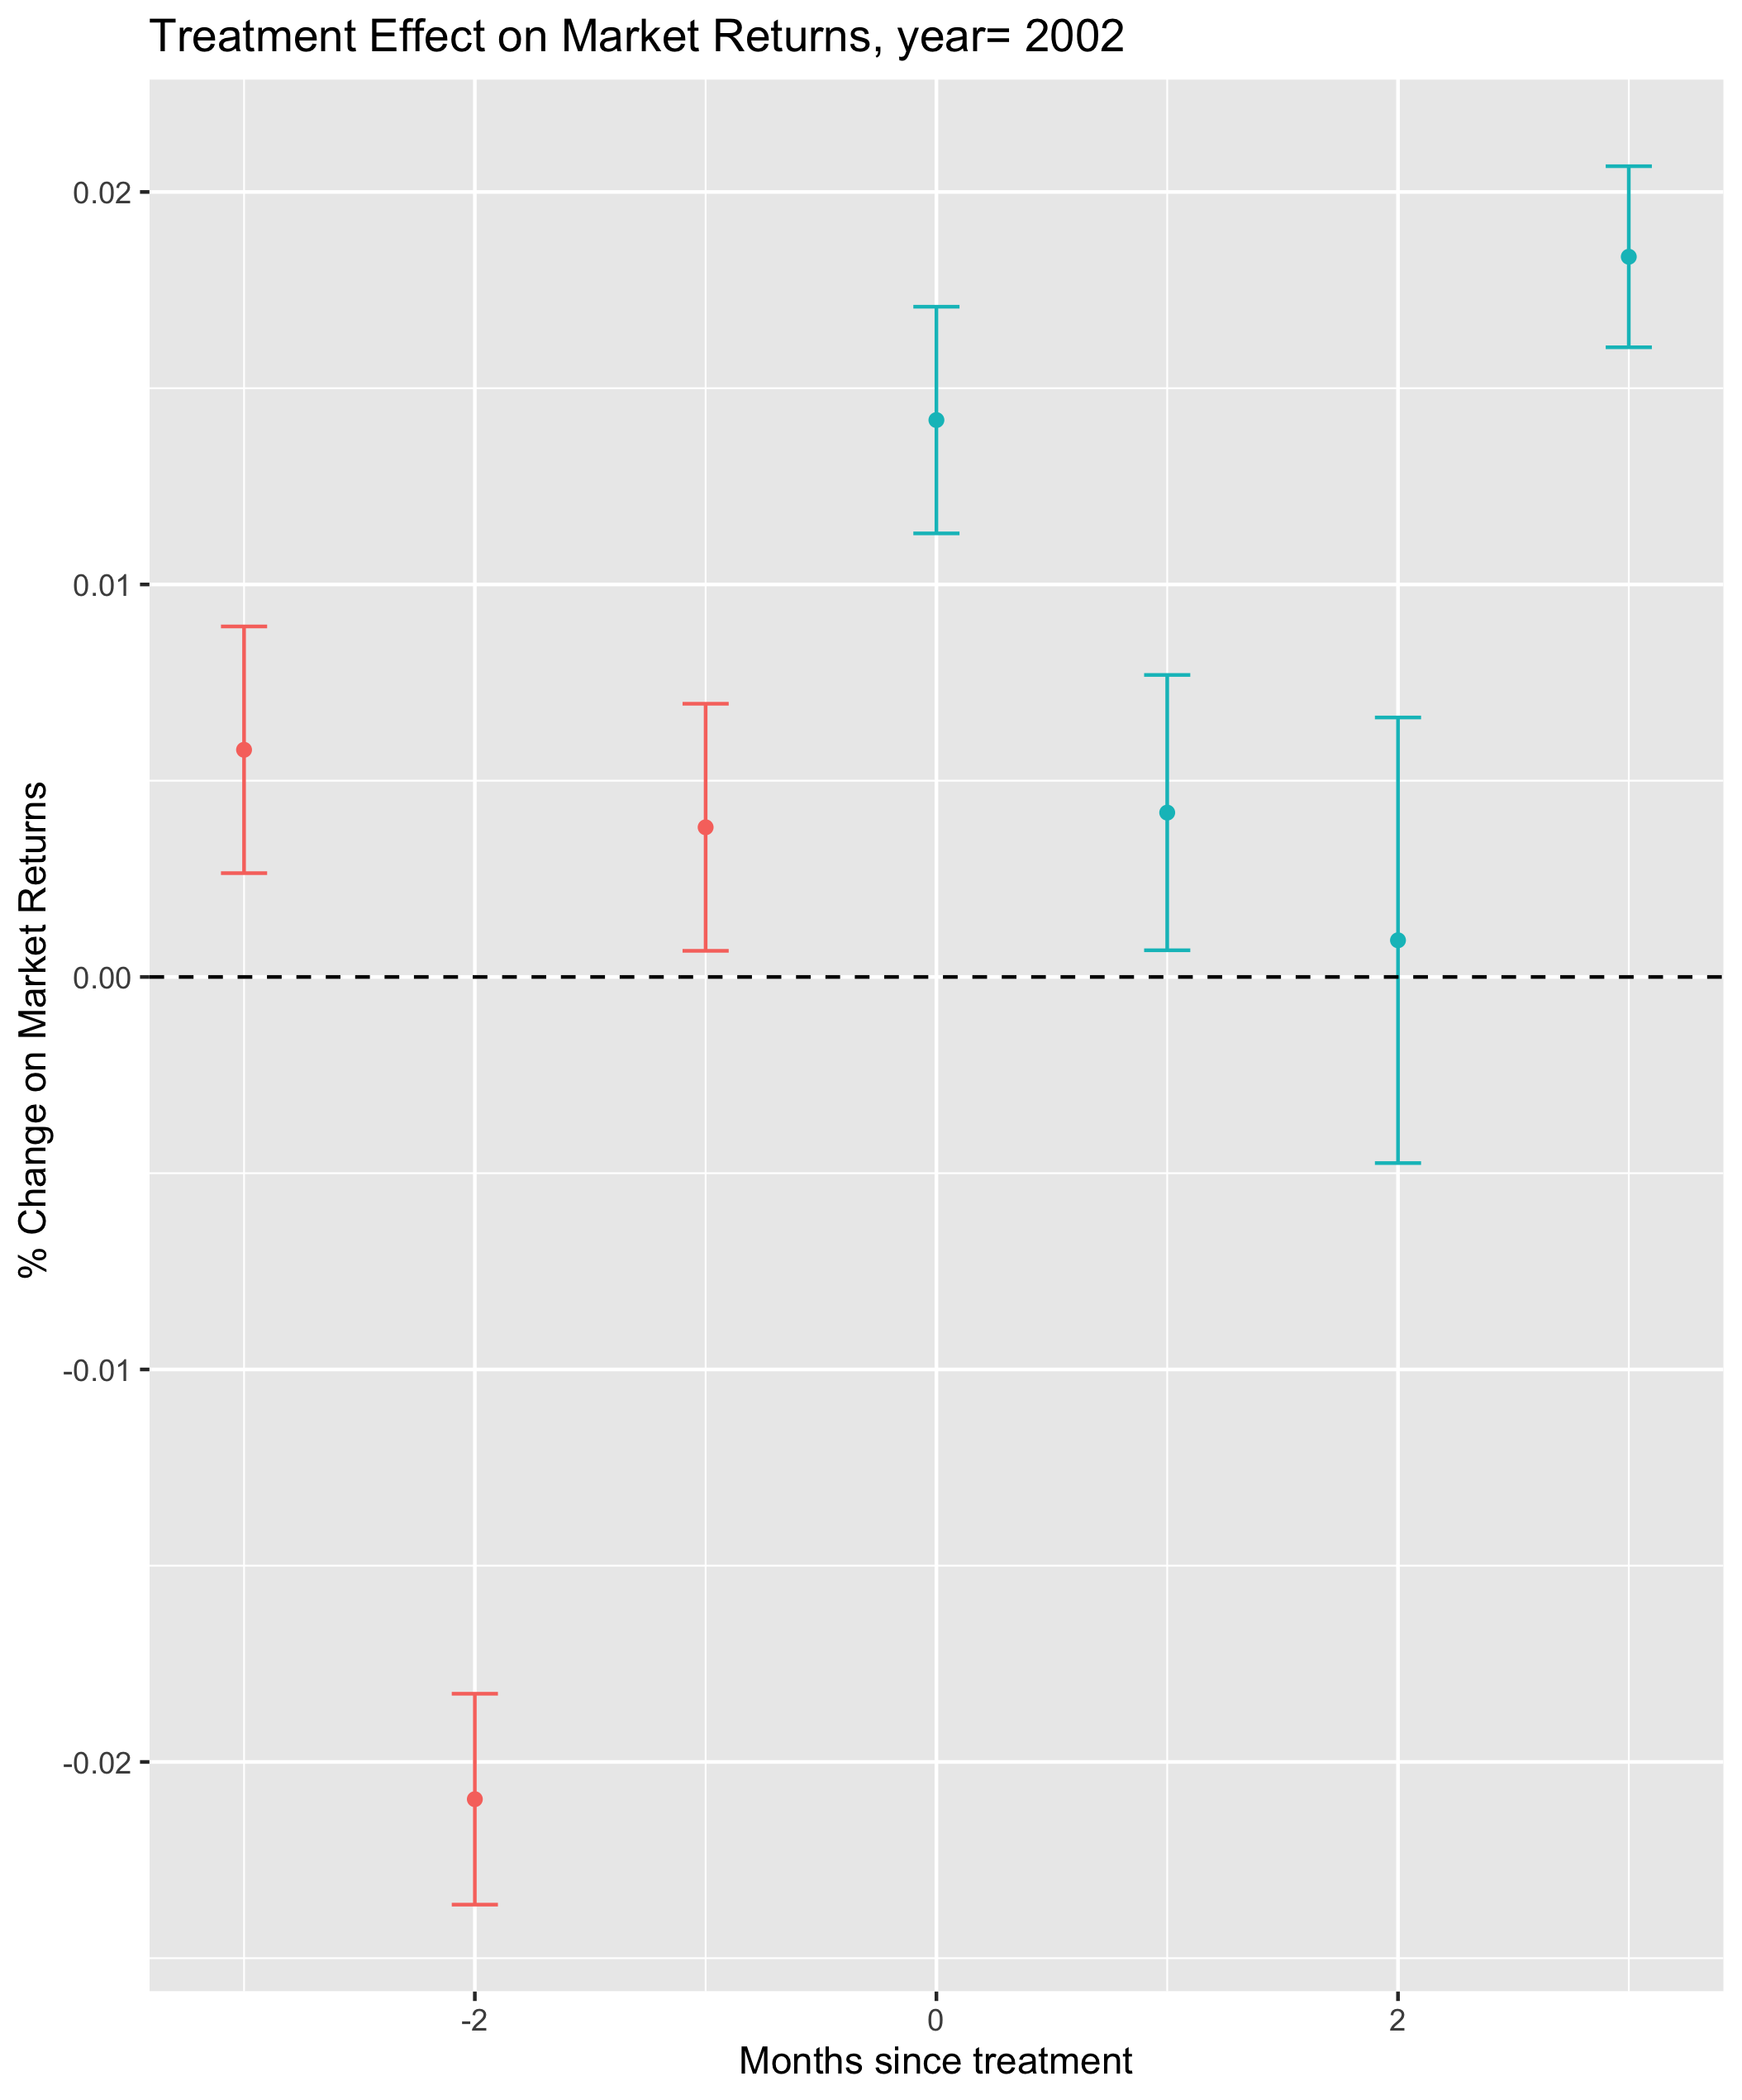 Treatment Effect on Market Returns, year= 2002
% Change on Market Returns
0.02
0.01
0.00
-0.01
-0.02
-2
0
2
Months since treatment